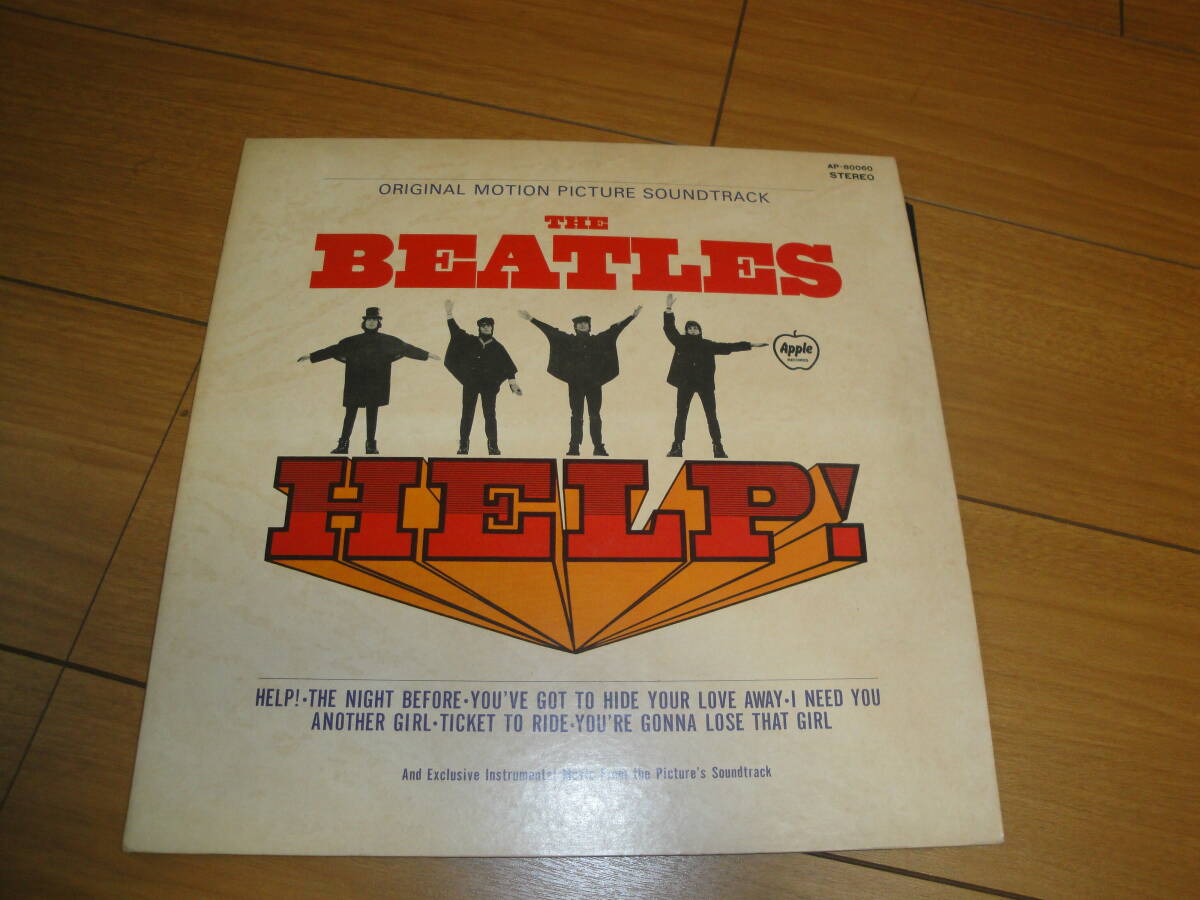 AP-80060
STEREO
ORIGINAL MOTION PICTURE SOUNDTRACK
THE
BEATLES
Apple
RECORDS
HELP!
HELP!•THE NIGHT BEFORE•YOU'VE GOT TO HIDE YOUR LOVE AWAY•I NEED YOU
ANOTHER GIRL•TICKET TO RIDE•YOU'RE GONNA LOSE THAT GIRL
And Exclusive Instrumental Music From the Picture's Soundtrack